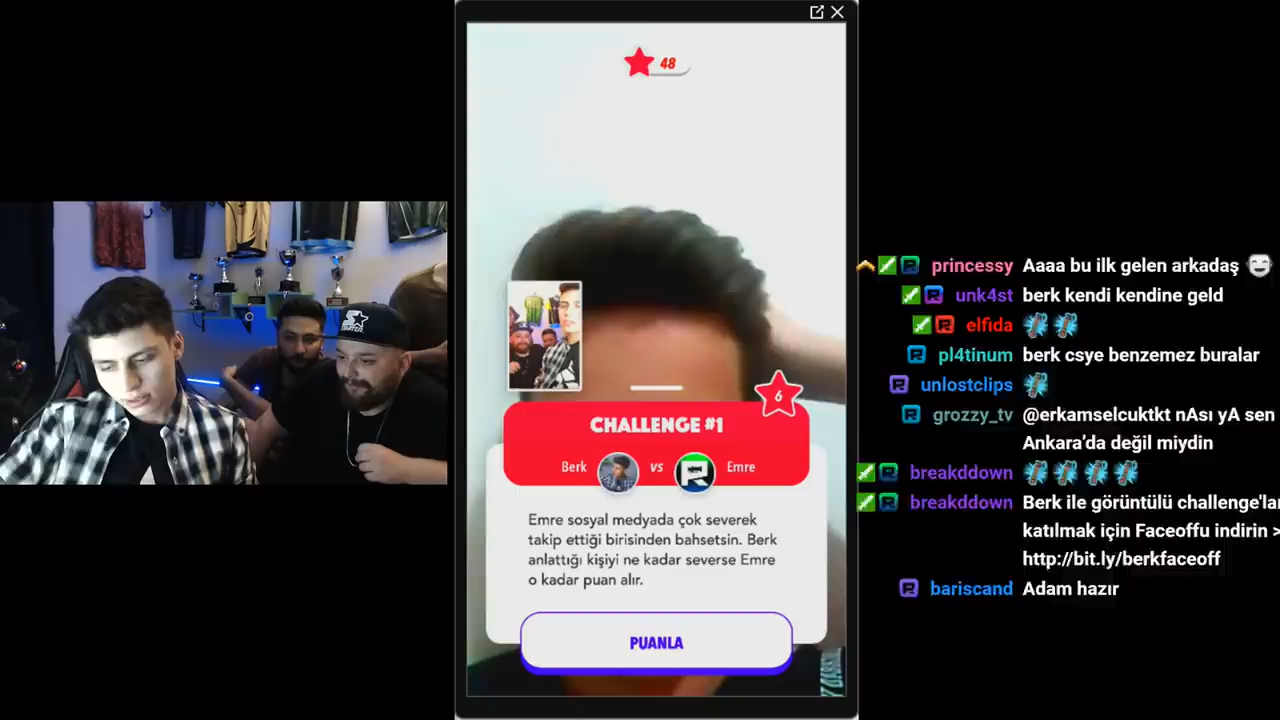 48
6
CHALLENGE #1
Berk vs Emre
Emre sosyal medyada çok severek
takip ettiği birisinden bahsetsin. Berk
anlattığı kişiyi ne kadar severse Emre
o kadar puan alır.
PUANLA
princessy Aaaa bu ilk gelen arkadaş
unk4st berk kendi kendine geld
elfida
pl4tinum berk csye benzemez buralar
unlostclips
grozzy_tv @erkamselcuktkt nAsı yA sen
Ankara'da değil miydin
breakddown
breakddown Berk ile görüntülü challenge'lar
katılmak için Faceoffu indirin >
http://bit.ly/berkfaceoff
bariscand Adam hazır